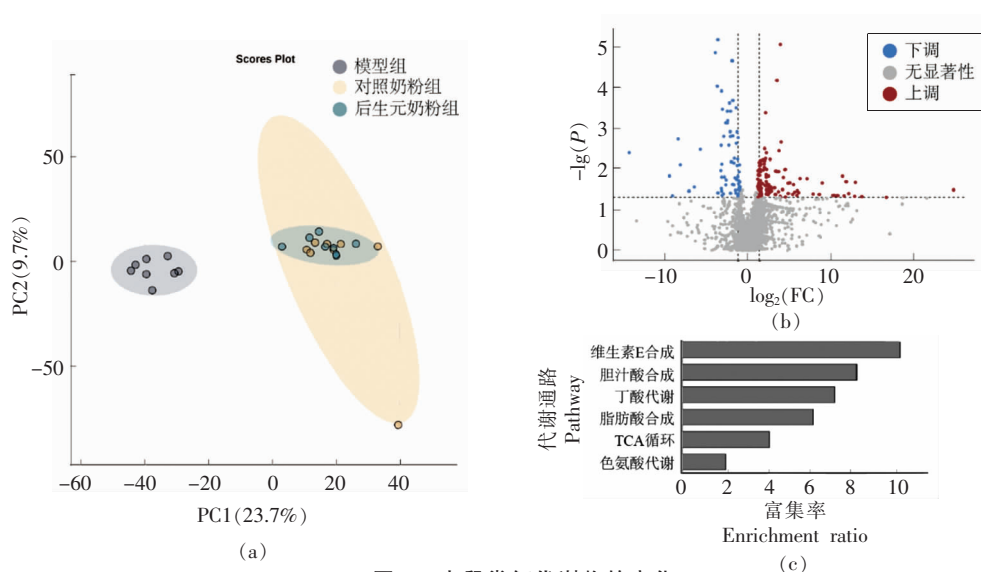 Scores Plot
模型组
对照奶粉组
后生元奶粉组
PC2(9.7%)
50
0
−50
−60
−40
−20
0
20
40
PC1(23.7%)
(a)
下调
无显著性
上调
−lg(P)
5
4
3
2
1
0
−10
0
10
20
log₂(FC)
(b)
代谢通路
Pathway
维生素E合成
胆汁酸合成
丁酸代谢
脂肪酸合成
TCA循环
色氨酸代谢
0
2
4
6
8
10
富集率
Enrichment ratio
(c)